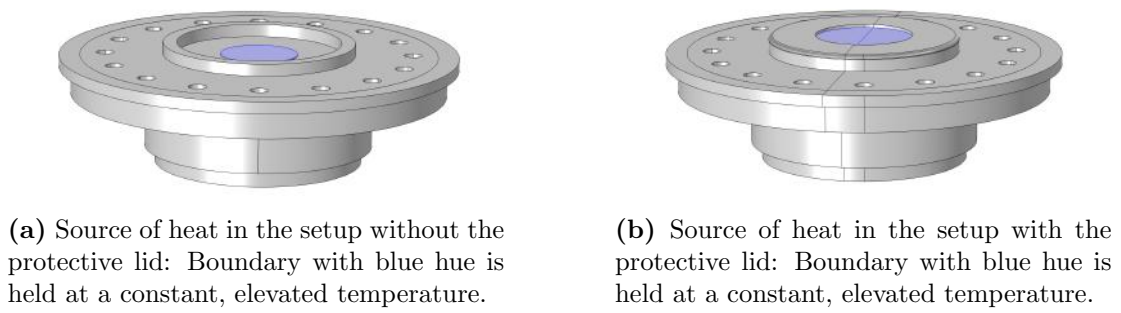 (a) Source of heat in the setup without the
protective lid: Boundary with blue hue is
held at a constant, elevated temperature.
(b) Source of heat in the setup with the
protective lid: Boundary with blue hue is
held at a constant, elevated temperature.